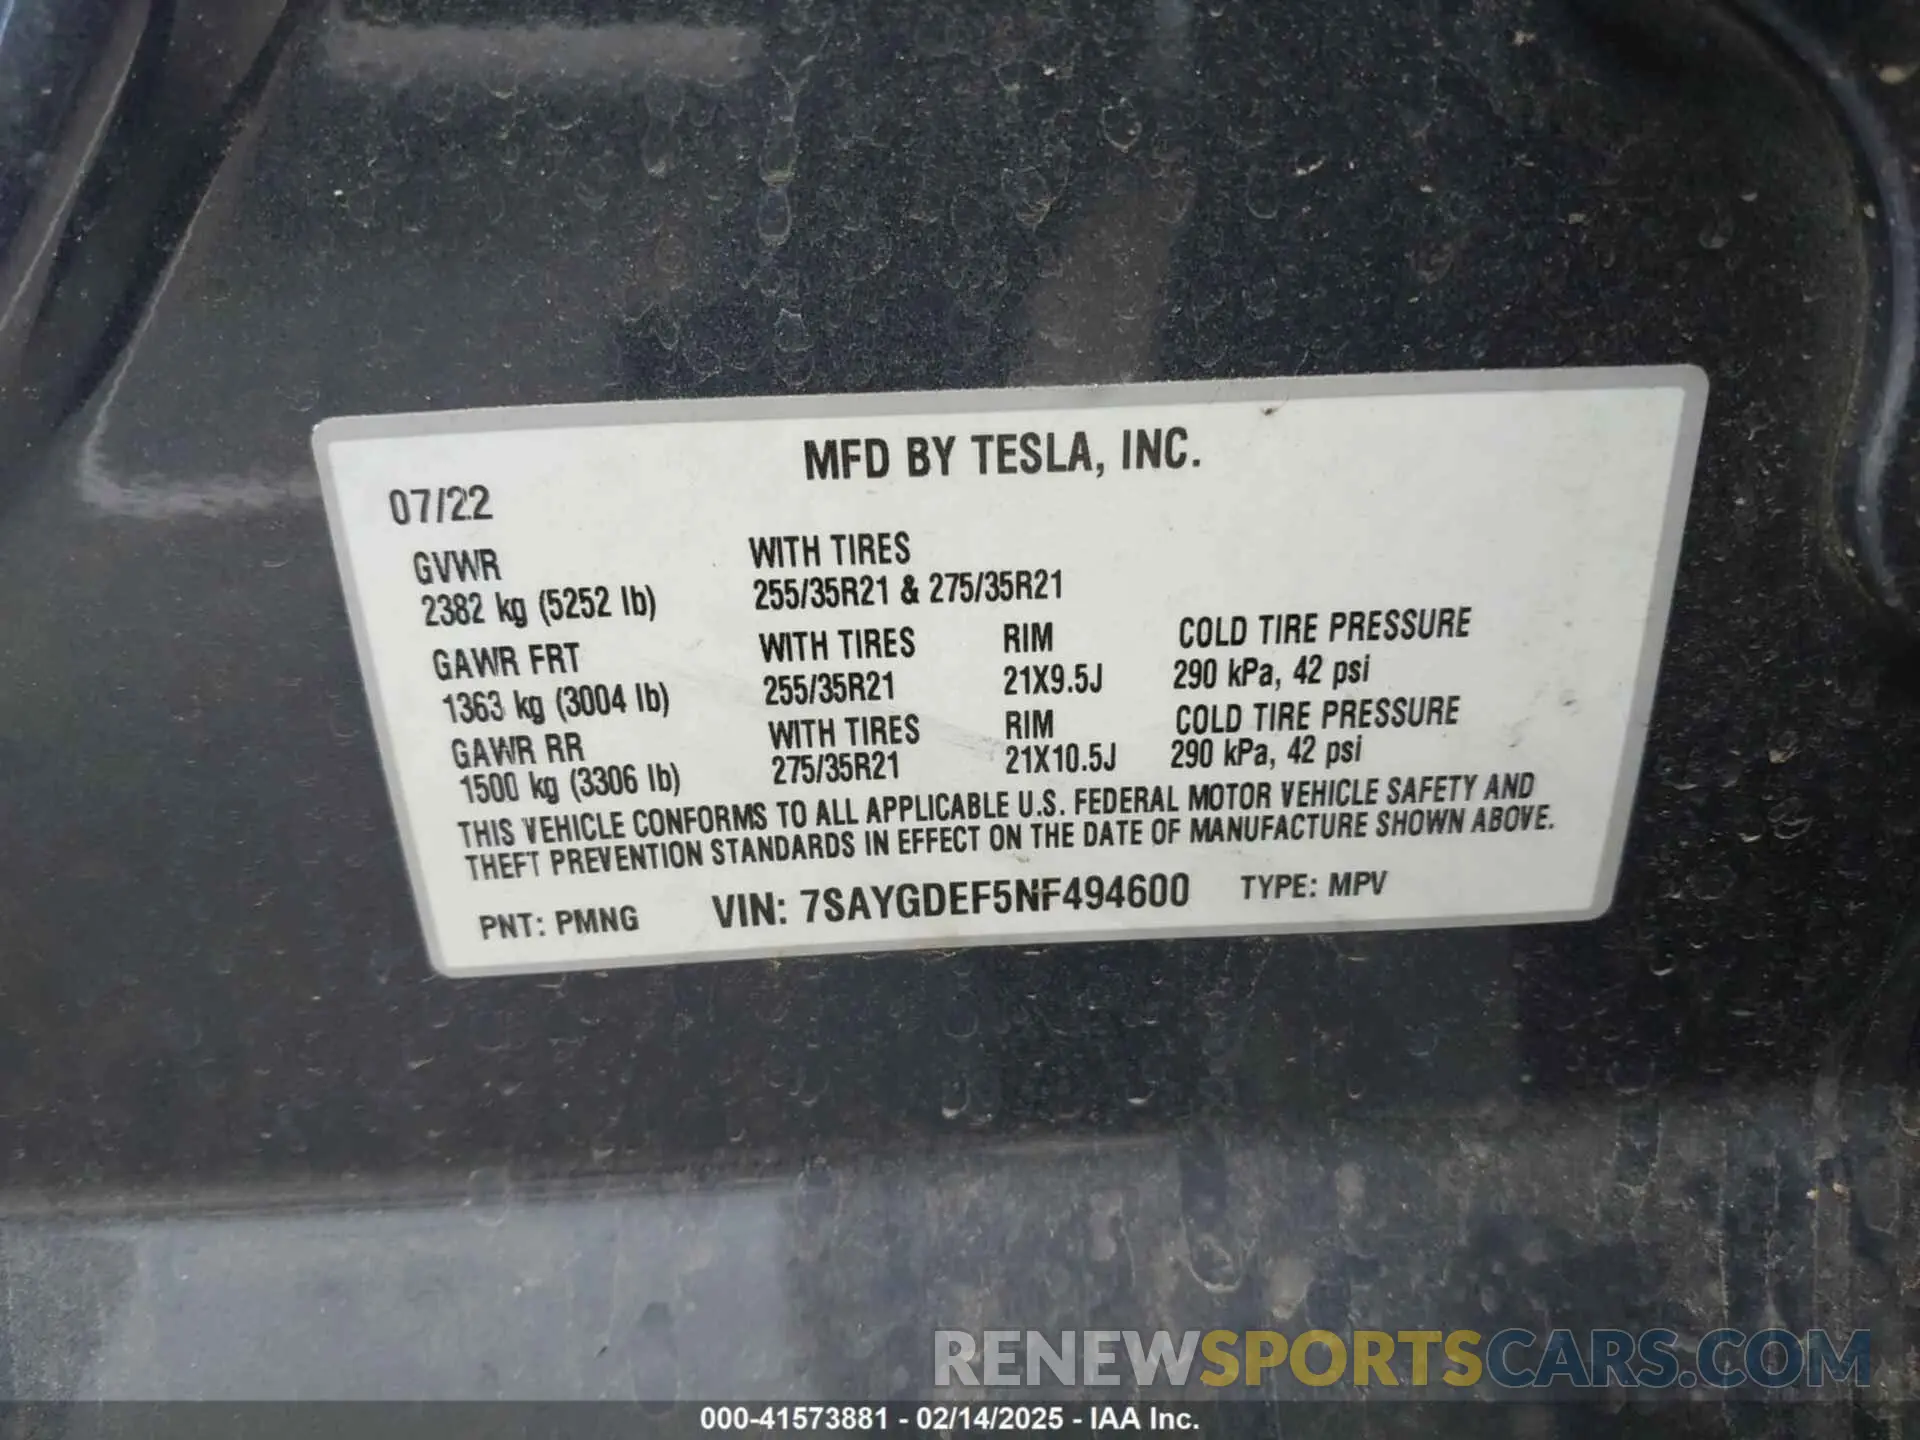 MFD BY TESLA, INC.
07/22
GVWR WITH TIRES
2382 kg (5252 lb) 255/35R21 & 275/35R21
GAWR FRT WITH TIRES RIM COLD TIRE PRESSURE
1363 kg (3004 lb) 255/35R21 21X9.5J 290 kPa, 42 psi
GAWR RR WITH TIRES RIM COLD TIRE PRESSURE
1500 kg (3306 lb) 275/35R21 21X10.5J 290 kPa, 42 psi
THIS VEHICLE CONFORMS TO ALL APPLICABLE U.S. FEDERAL MOTOR VEHICLE SAFETY AND
THEFT PREVENTION STANDARDS IN EFFECT ON THE DATE OF MANUFACTURE SHOWN ABOVE.
PNT: PMNG VIN: 7SAYGDEF5NF494600 TYPE: MPV
RENEWSPORTSCARS.COM
000-41573881 - 02/14/2025 - IAA Inc.